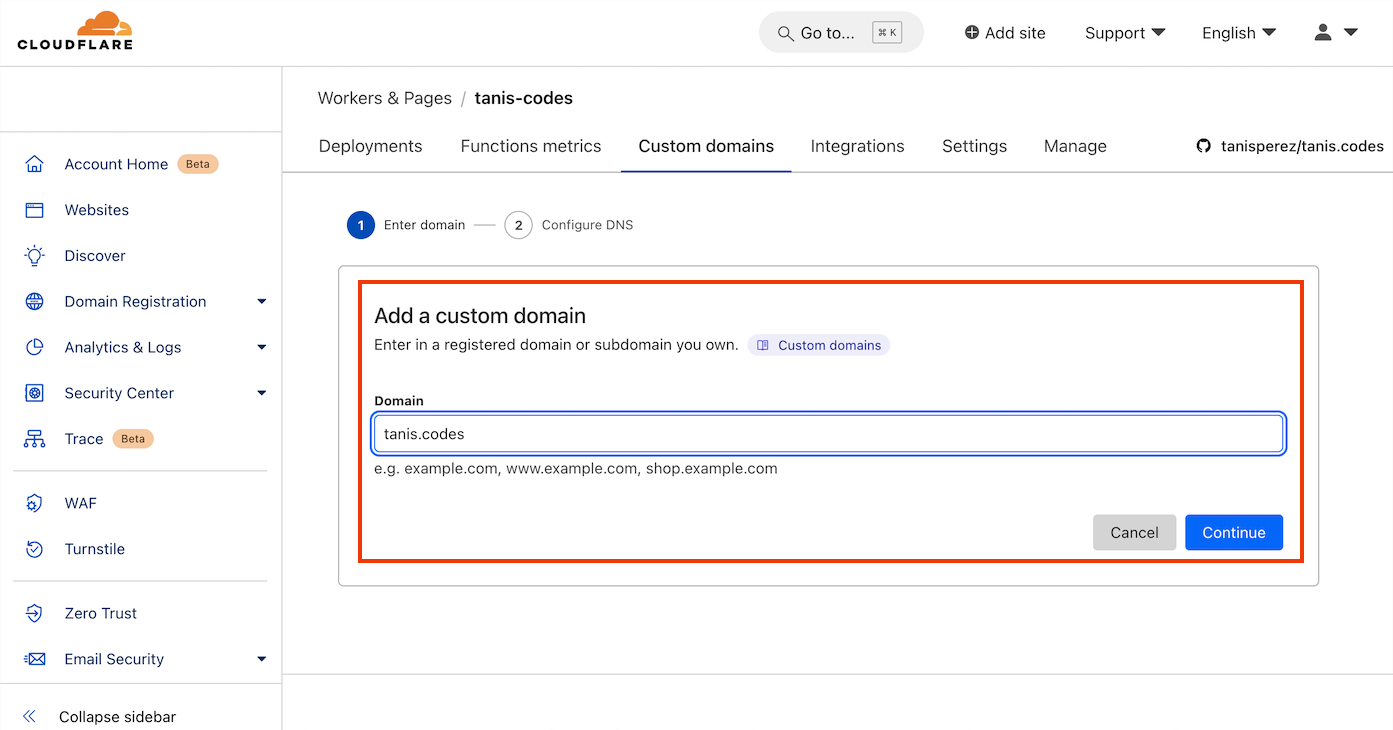 CLOUDFLARE
Go to... ⌘ K
Add site
Support
English
Workers & Pages / tanis-codes
Deployments
Functions metrics
Custom domains
Integrations
Settings
Manage
tanisperez/tanis.codes
Account Home Beta
Websites
Discover
Domain Registration
Analytics & Logs
Security Center
Trace Beta
WAF
Turnstile
Zero Trust
Email Security
Collapse sidebar
1 Enter domain
2 Configure DNS
Add a custom domain
Enter in a registered domain or subdomain you own. Custom domains
Domain
tanis.codes
e.g. example.com, www.example.com, shop.example.com
Cancel
Continue